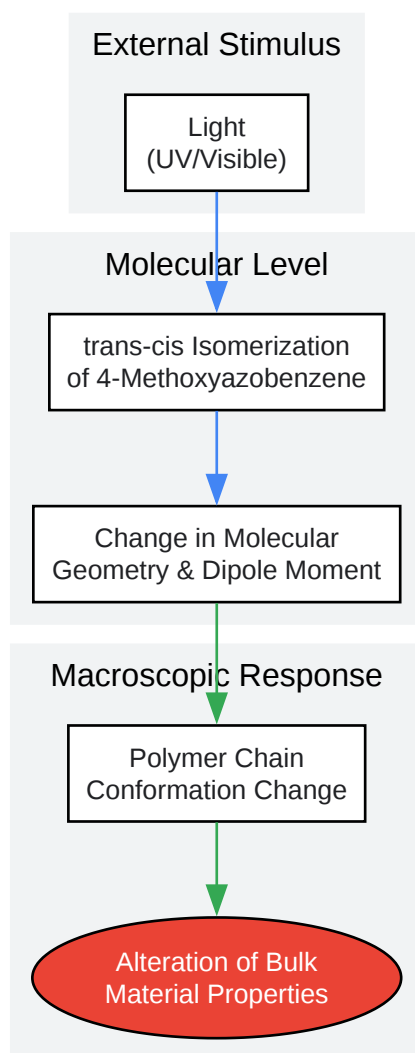 External Stimulus
Light
(UV/Visible)
Molecular Level
trans-cis Isomerization
of 4-Methoxyazobenzene
Change in Molecular
Geometry & Dipole Moment
Macroscopic Response
Polymer Chain
Conformation Change
Alteration of Bulk
Material Properties